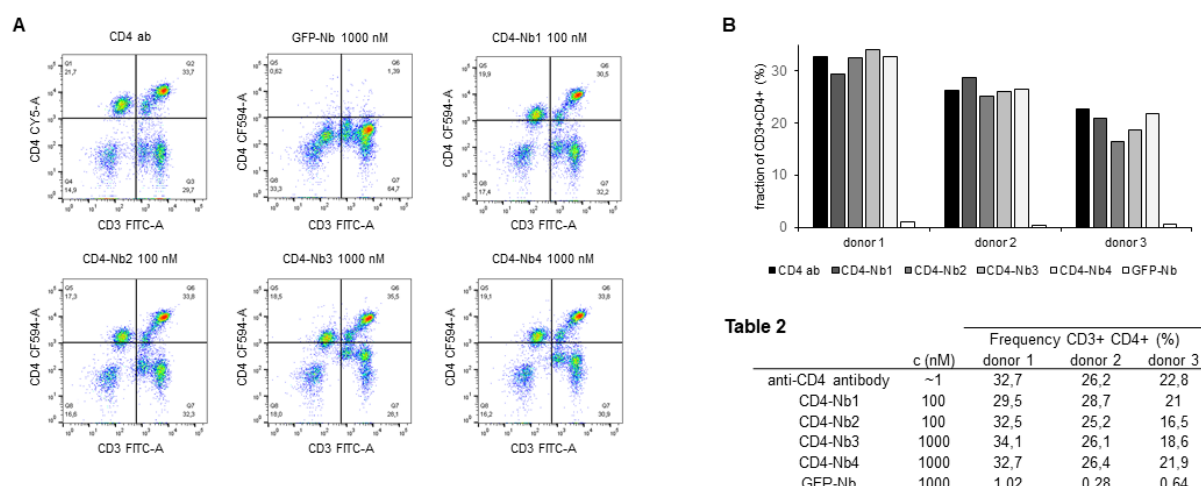 A
CD4 ab
Q1
21,7
Q2
33,7
Q4
14,9
Q3
29,7
CD4 CY5-A
CD3 FITC-A
GFP-Nb 1000 nM
Q5
0,62
Q6
1,39
Q8
33,3
Q7
64,7
CD4 CF594-A
CD3 FITC-A
CD4-Nb1 100 nM
Q5
19,9
Q6
30,5
Q8
17,4
Q7
32,2
CD4 CF594-A
CD3 FITC-A
CD4-Nb2 100 nM
Q5
17,3
Q6
33,8
Q8
16,6
Q7
32,3
CD4 CF594-A
CD3 FITC-A
CD4-Nb3 1000 nM
Q5
18,5
Q6
35,5
Q8
18,0
Q7
28,1
CD4 CF594-A
CD3 FITC-A
CD4-Nb4 1000 nM
Q5
19,1
Q6
33,8
Q8
16,2
Q7
30,9
CD4 CF594-A
CD3 FITC-A
B
fraction of CD3+CD4+ (%)
30
20
10
0
donor 1 donor 2 donor 3
CD4 ab CD4-Nb1 CD4-Nb2 CD4-Nb3 CD4-Nb4 GFP-Nb
Table 2
Frequency CD3+ CD4+ (%)
c (nM) donor 1 donor 2 donor 3
anti-CD4 antibody ~1 32,7 26,2 22,8
CD4-Nb1 100 29,5 28,7 21
CD4-Nb2 100 32,5 25,2 16,5
CD4-Nb3 1000 34,1 26,1 18,6
CD4-Nb4 1000 32,7 26,4 21,9
GFP-Nb 1000 1,02 0,28 0,64